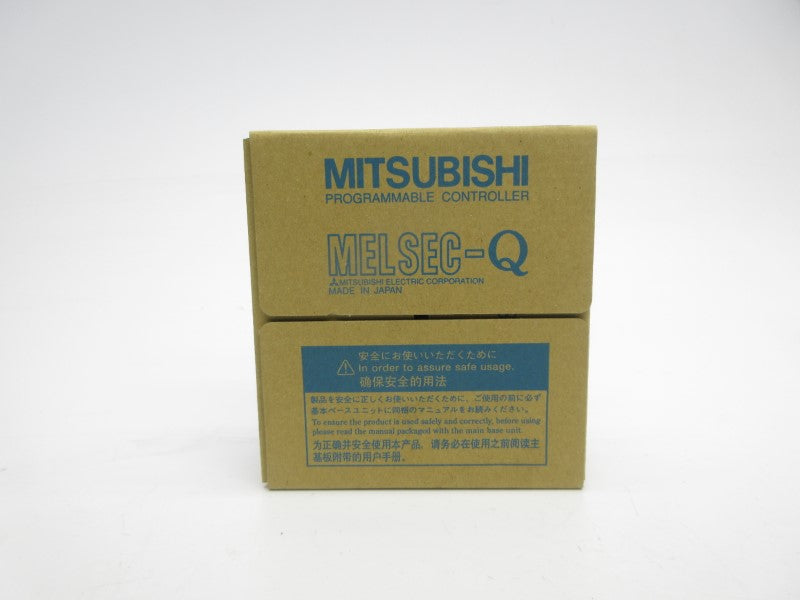 MITSUBISHI
PROGRAMMABLE CONTROLLER
MELSEC-Q
MITSUBISHI ELECTRIC CORPORATION
MADE IN JAPAN
安全にお使いいただくために
In order to assure safe usage.
确保安全的用法
製品を安全に正しくお使いいただくために、ご使用の前に必ず
基本ベースユニットに同梱のマニュアルをお読みください。
To ensure the product is used safely and correctly, before using
please read the manual packaged with the main base unit.
为正确并安全使用本产品，请务必在使用之前阅读主
基板附带的用户手册。